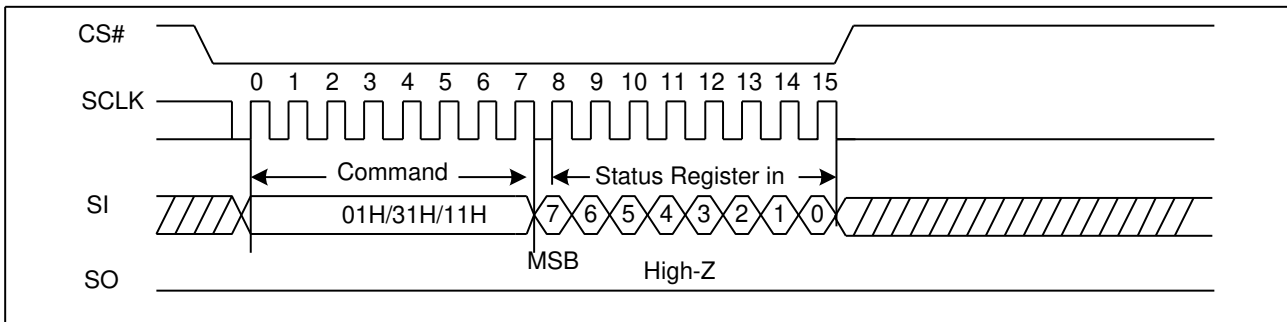 CS#
0 1 2 3 4 5 6 7 8 9 10 11 12 13 14 15
SCLK
Command Status Register in
SI 01H/31H/11H 7 6 5 4 3 2 1 0
MSB High-Z
SO